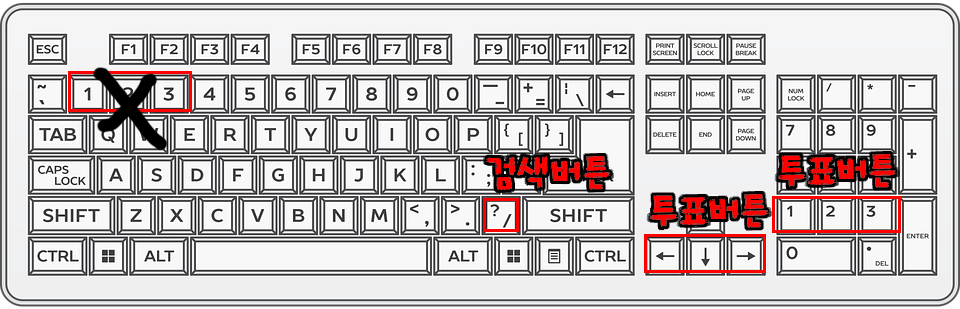 ESC F1 F2 F3 F4 F5 F6 F7 F8 F9 F10 F11 F12 PRINT SCREEN SCROLL LOCK PAUSE BREAK
~ ` 1 2 3 4 5 6 7 8 9 0 — - + = ¦ \ ← INSERT HOME PAGE UP NUM LOCK / * -
TAB Q W E R T Y U I O P { [ } ] DELETE END PAGE DOWN 7 8 9 +
CAPS LOCK A S D F G H J K L : ;
검색버튼 투표버튼
투표버튼
SHIFT Z X C V B N M < , > . ? / SHIFT 1 2 3 ENTER
CTRL ALT ALT CTRL ← ↓ → 0 • DEL